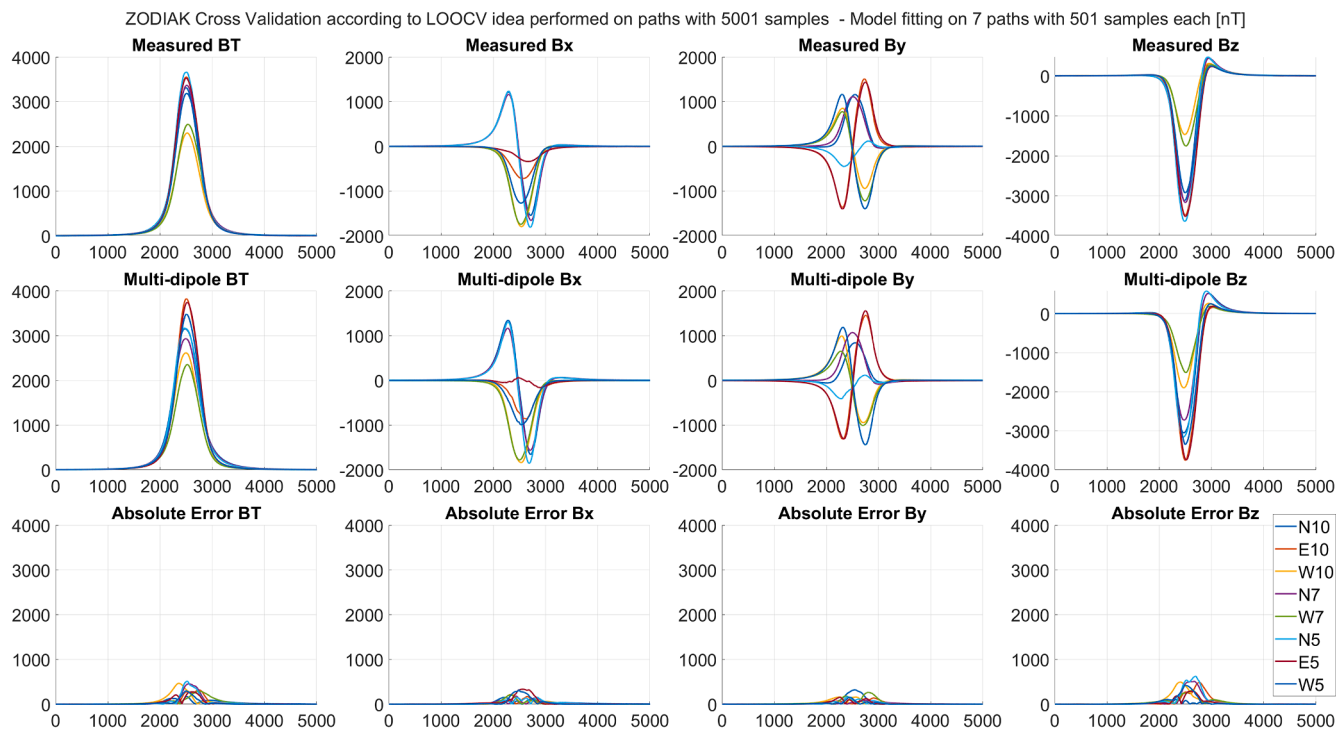 ZODIAK Cross Validation according to LOOCV idea performed on paths with 5001 samples - Model fitting on 7 paths with 501 samples each [nT]
Measured BT
4000
3000
2000
1000
0
0 1000 2000 3000 4000 5000
Measured Bx
2000
1000
0
-1000
-2000
0 1000 2000 3000 4000 5000
Measured By
2000
1000
0
-1000
-2000
0 1000 2000 3000 4000 5000
Measured Bz
0
-1000
-2000
-3000
-4000
0 1000 2000 3000 4000 5000
Multi-dipole BT
4000
3000
2000
1000
0
0 1000 2000 3000 4000 5000
Multi-dipole Bx
2000
1000
0
-1000
-2000
0 1000 2000 3000 4000 5000
Multi-dipole By
2000
1000
0
-1000
-2000
0 1000 2000 3000 4000 5000
Multi-dipole Bz
0
-1000
-2000
-3000
-4000
0 1000 2000 3000 4000 5000
Absolute Error BT
4000
3000
2000
1000
0
0 1000 2000 3000 4000 5000
Absolute Error Bx
4000
3000
2000
1000
0
0 1000 2000 3000 4000 5000
Absolute Error By
4000
3000
2000
1000
0
0 1000 2000 3000 4000 5000
Absolute Error Bz
4000
3000
2000
1000
0
0 1000 2000 3000 4000 5000
N10
E10
W10
N7
W7
N5
E5
W5